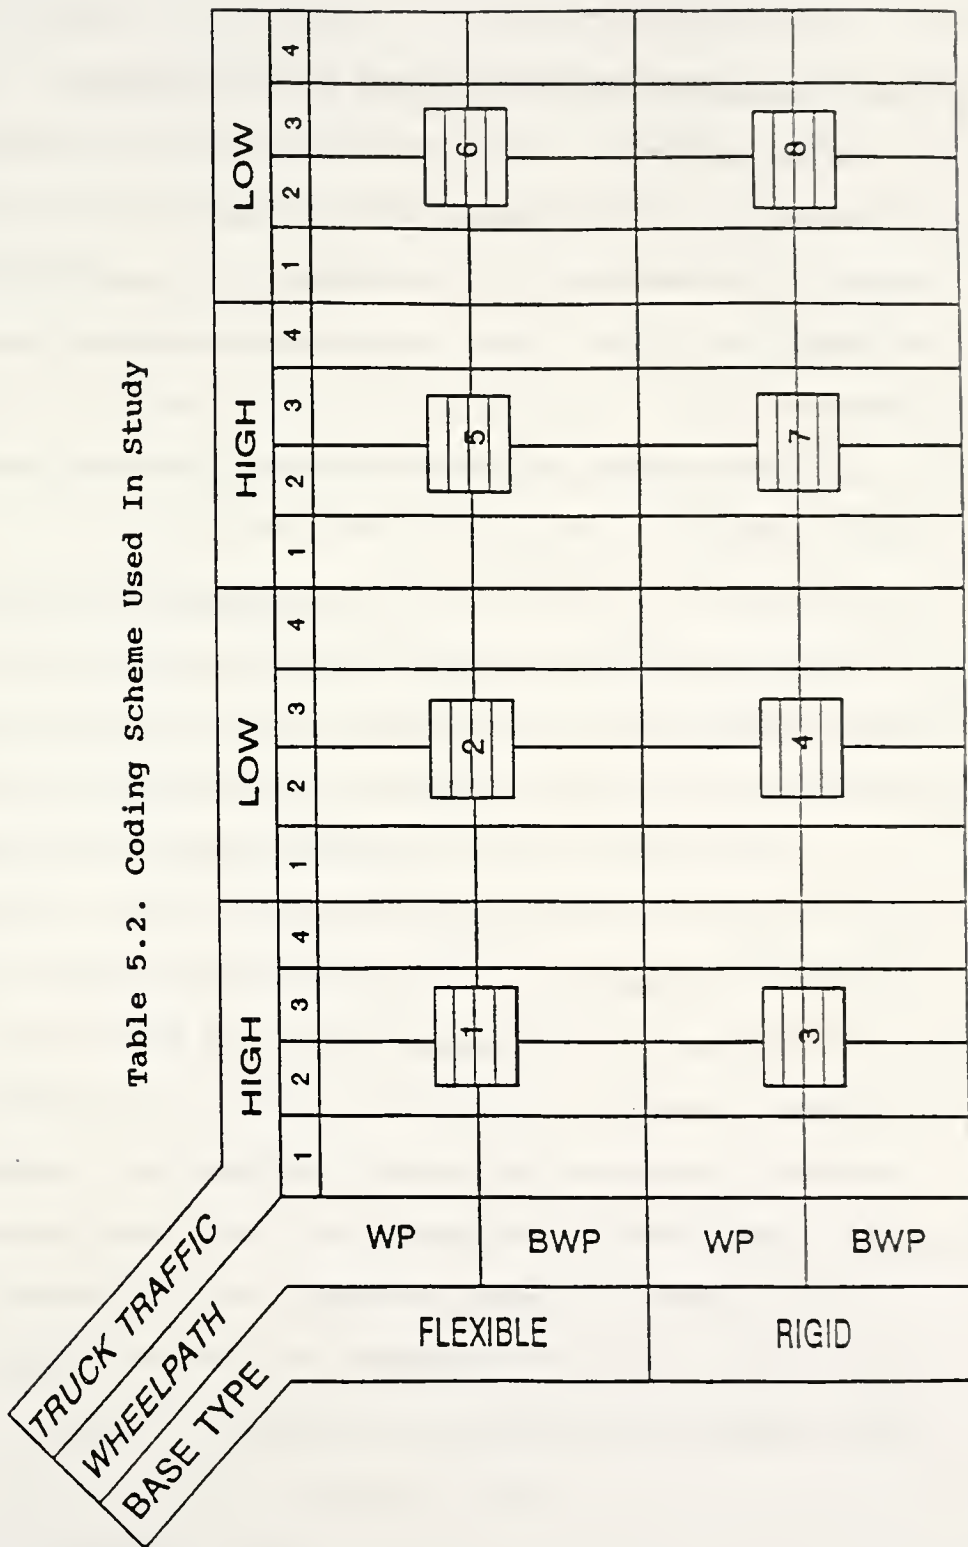 Table 5.2. Coding Scheme Used In Study
TRUCK TRAFFIC
WHEELPATH
BASE TYPE
HIGH LOW HIGH LOW
1 2 3 4 1 2 3 4 1 2 3 4 1 2 3 4
FLEXIBLE
WP
1 2 5 6
BWP
RIGID
WP
3 4 7 8
BWP